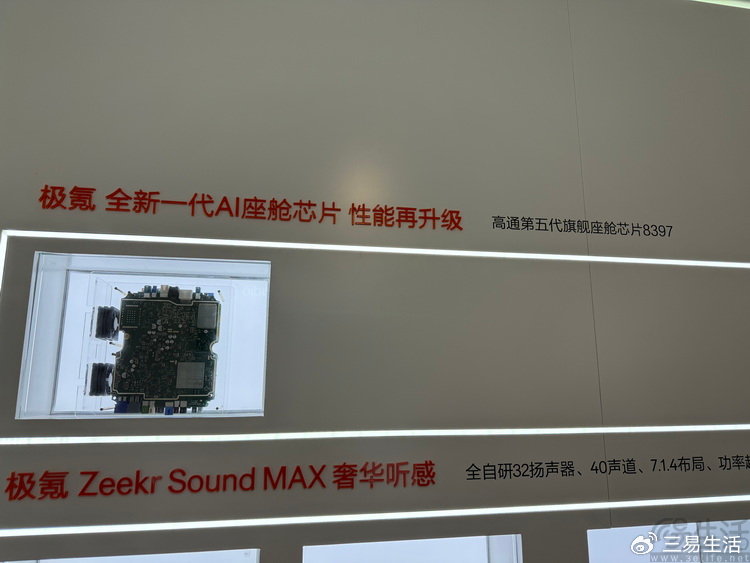 极氪 全新一代AI座舱芯片 性能再升级 高通第五代旗舰座舱芯片8397
极氪 Zeekr Sound MAX 奢华听感 全自研32扬声器、40声道、7.1.4布局、功率
三易生活
www.3elife.net